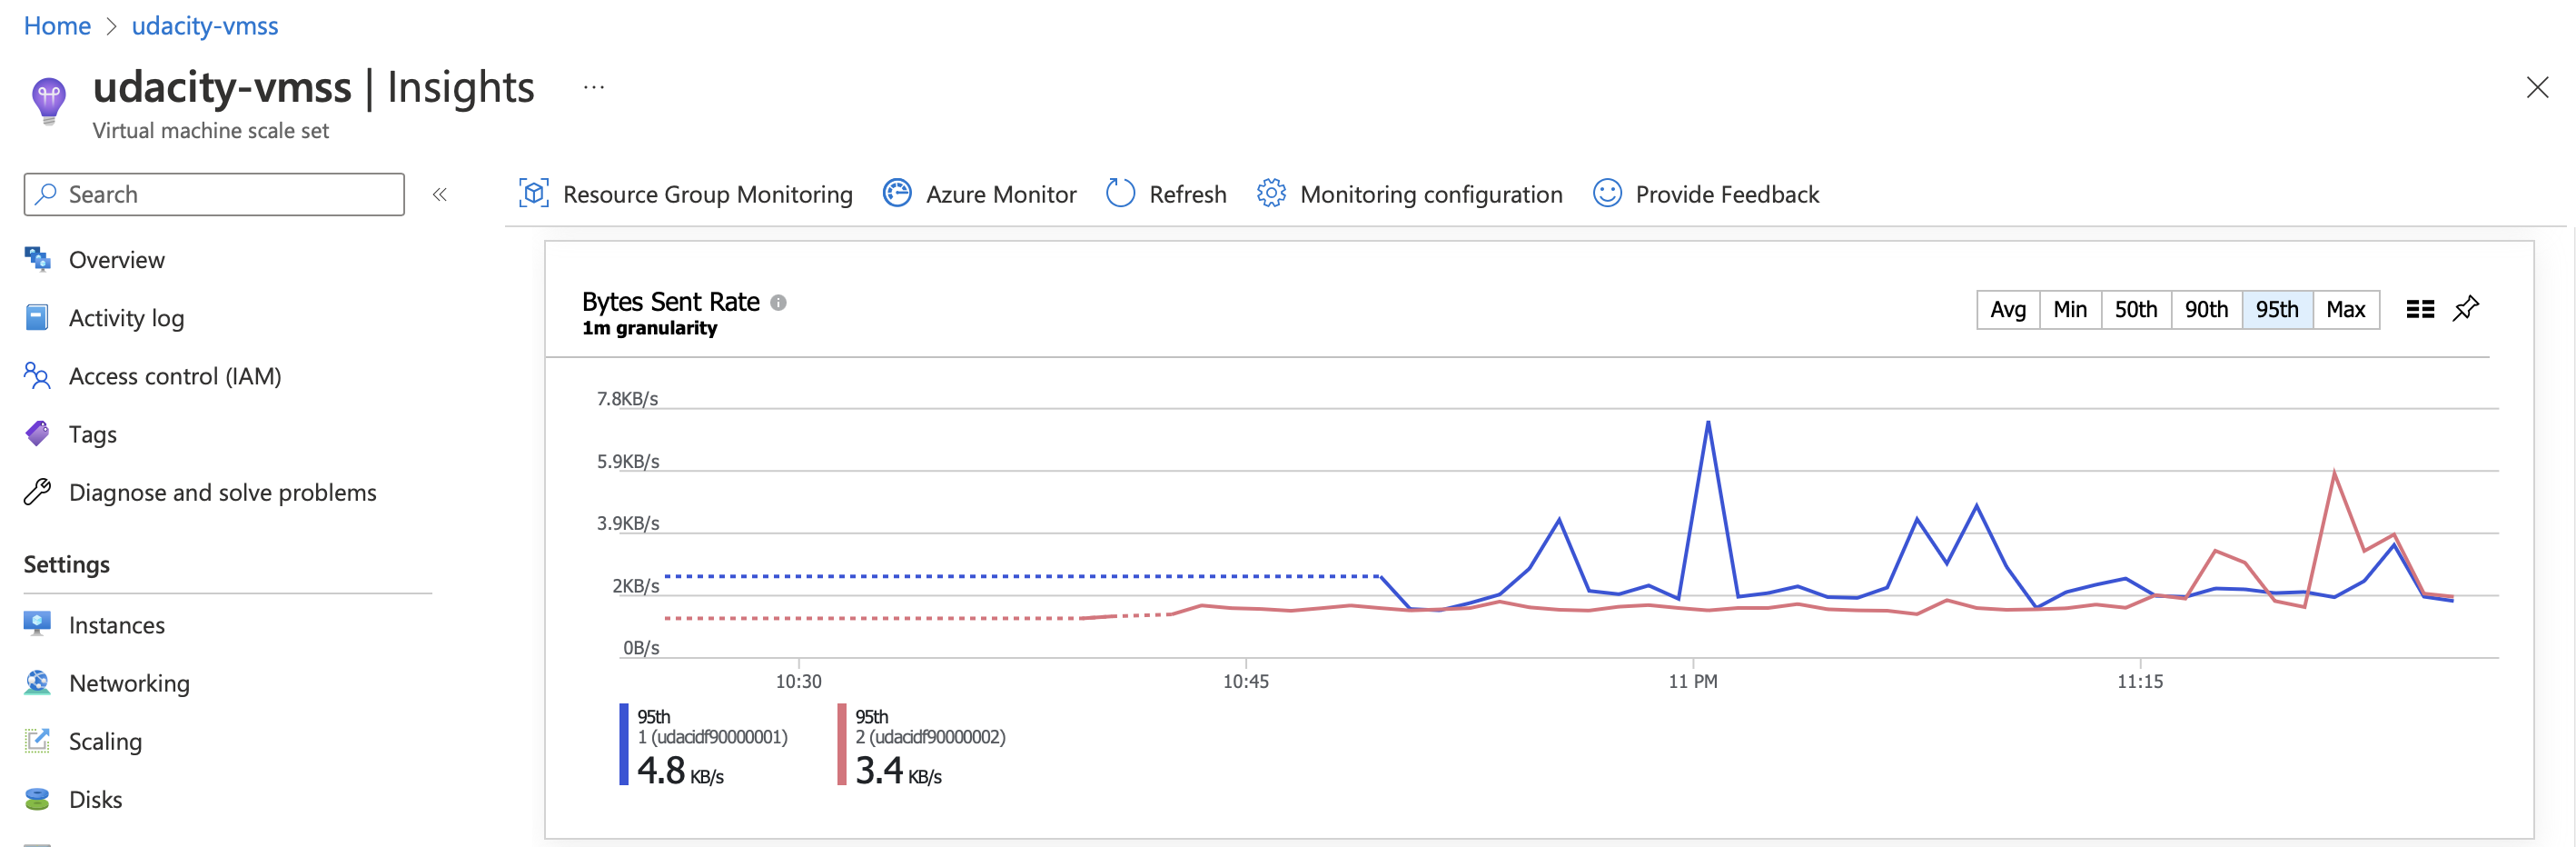 Home > udacity-vmss
udacity-vmss | Insights ...
Virtual machine scale set
Search «
Resource Group Monitoring Azure Monitor Refresh Monitoring configuration Provide Feedback
Overview
Activity log
Access control (IAM)
Tags
Diagnose and solve problems
Settings
Instances
Networking
Scaling
Disks
Bytes Sent Rate
1m granularity
Avg Min 50th 90th 95th Max
7.8KB/s
5.9KB/s
3.9KB/s
2KB/s
0B/s
10:30 10:45 11 PM 11:15
95th
1 (udacidf90000001)
4.8 KB/s
95th
2 (udacidf90000002)
3.4 KB/s